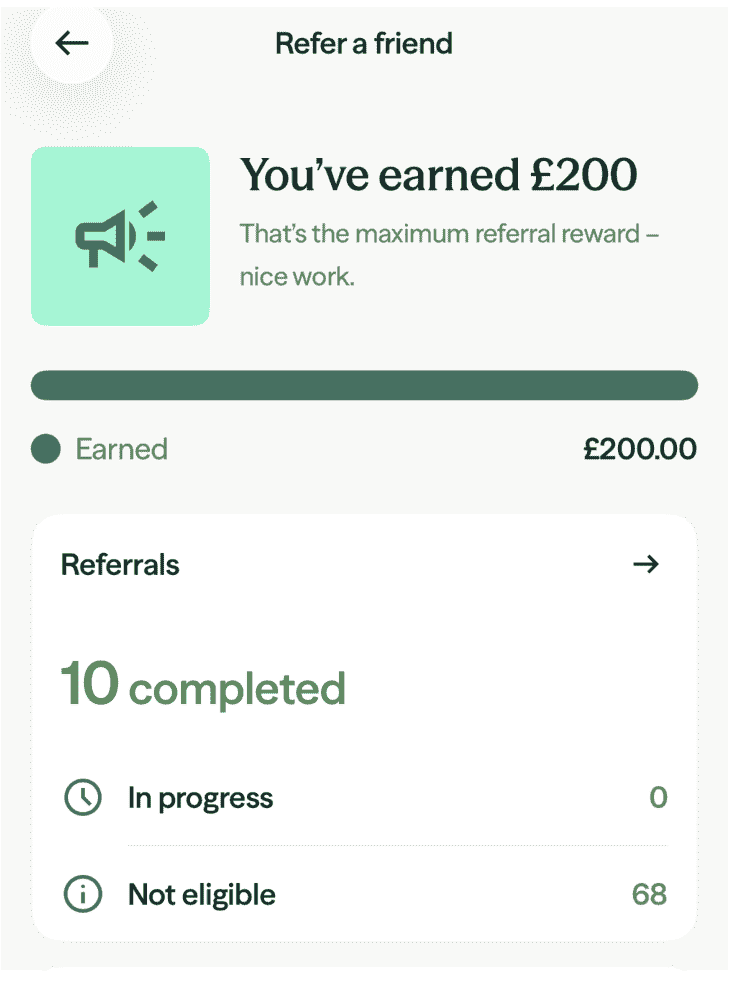 Refer a friend
You’ve earned £200
That’s the maximum referral reward –
nice work.
Earned
£200.00
Referrals
10 completed
In progress
0
Not eligible
68